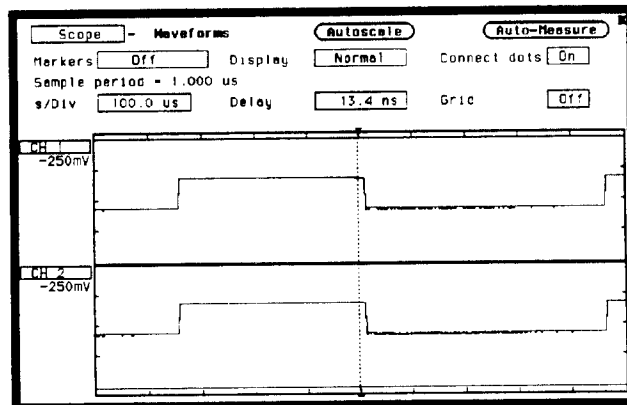 Scope - Waveforms Autoscale Auto-Measure
Markers Off Display Normal Connect dots On
Sample period = 1.000 us
s/Div 100.0 us Delay 13.4 ns Grid Off
CH 1
-250mV
CH 2
-250mV